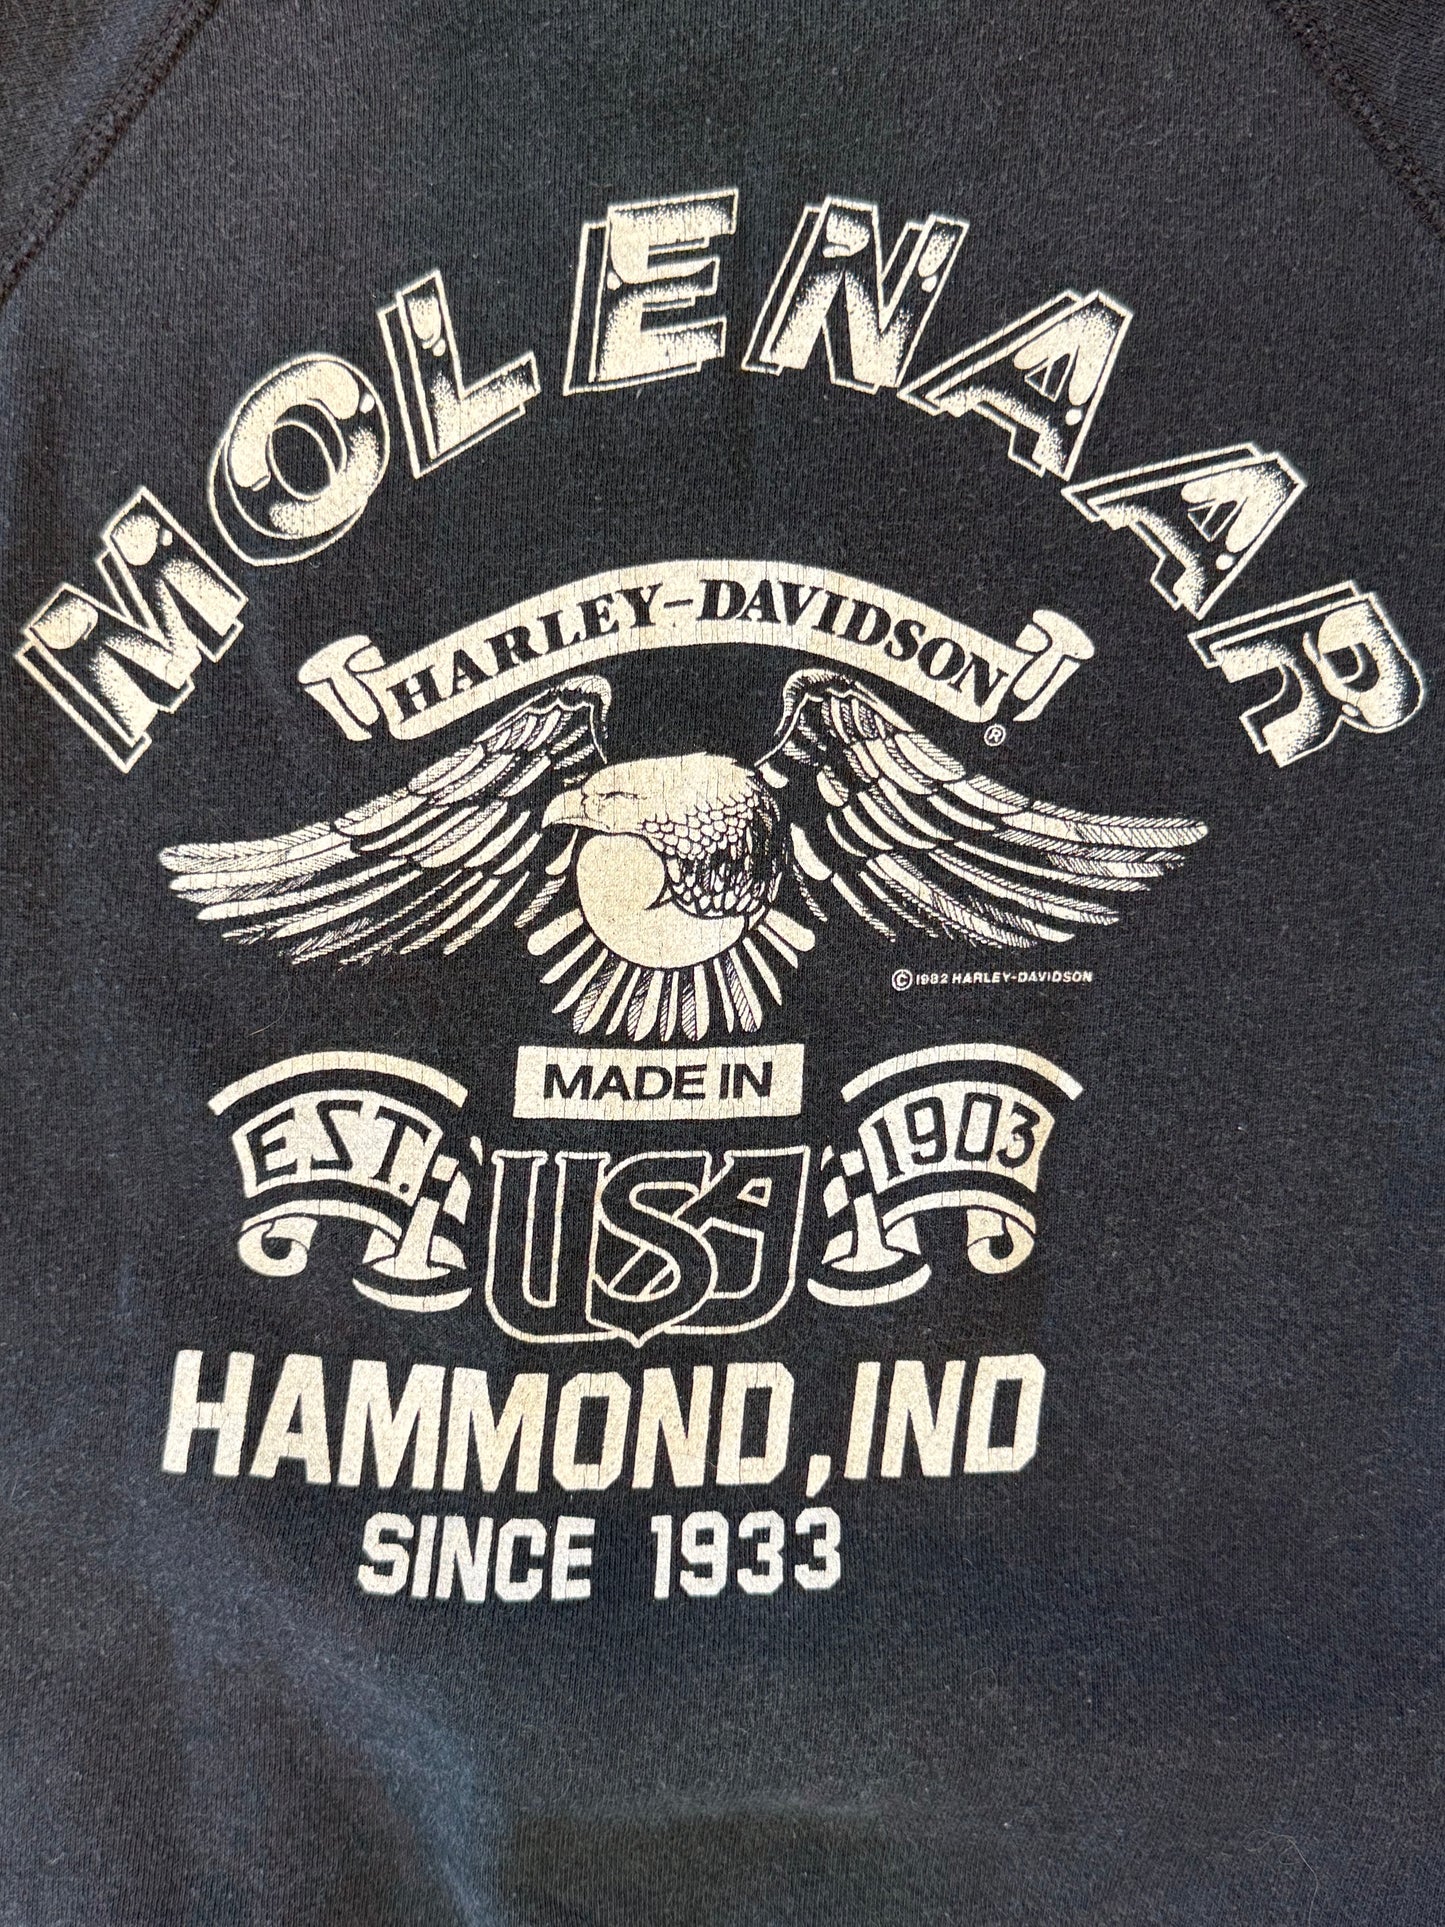 MOLENAAR
HARLEY-DAVIDSON
®
©1982 HARLEY-DAVIDSON
MADE IN
EST. USA 1903
HAMMOND, IND
SINCE 1933